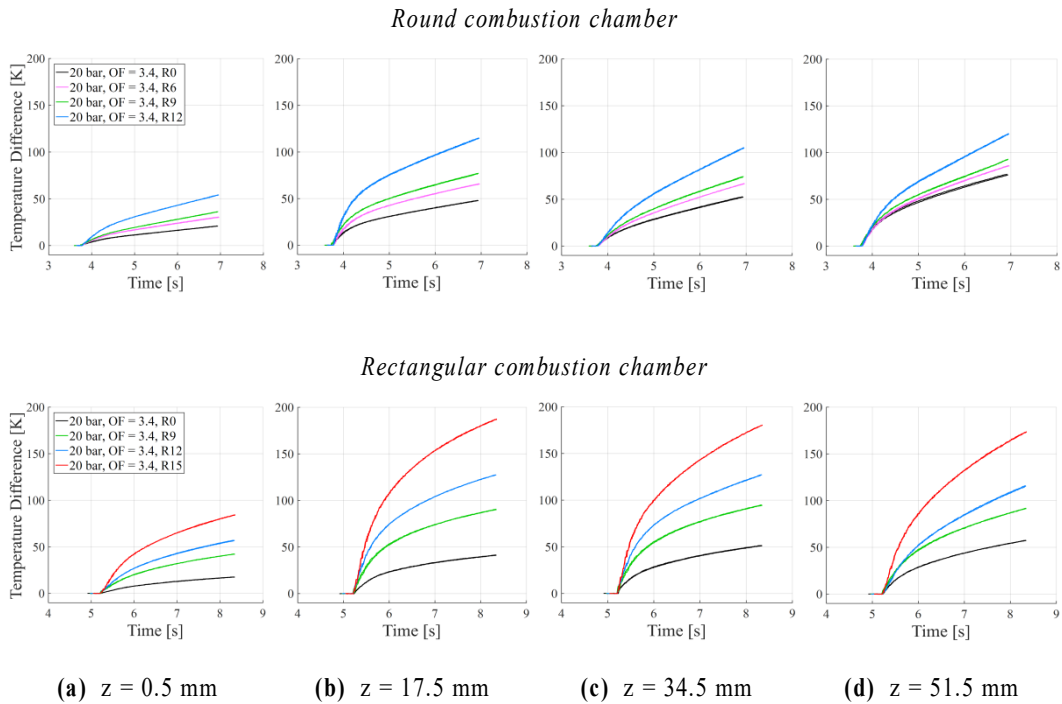 Round combustion chamber
Temperature Difference [K]
200
150
100
50
0
20 bar, OF = 3.4, R0
20 bar, OF = 3.4, R6
20 bar, OF = 3.4, R9
20 bar, OF = 3.4, R12
3 4 5 6 7 8
Time [s]
200
150
100
50
0
3 4 5 6 7 8
Time [s]
200
150
100
50
0
3 4 5 6 7 8
Time [s]
200
150
100
50
0
3 4 5 6 7 8
Time [s]
Rectangular combustion chamber
Temperature Difference [K]
200
150
100
50
0
20 bar, OF = 3.4, R0
20 bar, OF = 3.4, R9
20 bar, OF = 3.4, R12
20 bar, OF = 3.4, R15
4 5 6 7 8 9
Time [s]
200
150
100
50
0
4 5 6 7 8 9
Time [s]
200
150
100
50
0
4 5 6 7 8 9
Time [s]
200
150
100
50
0
4 5 6 7 8 9
Time [s]
(a) z = 0.5 mm
(b) z = 17.5 mm
(c) z = 34.5 mm
(d) z = 51.5 mm